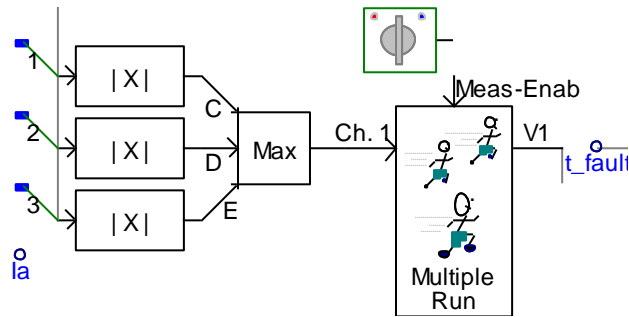 1
|X|
C
Meas-Enab
2
|X|
D
Max
Ch. 1
V1
t_fault
3
|X|
E
Ia
Multiple
Run